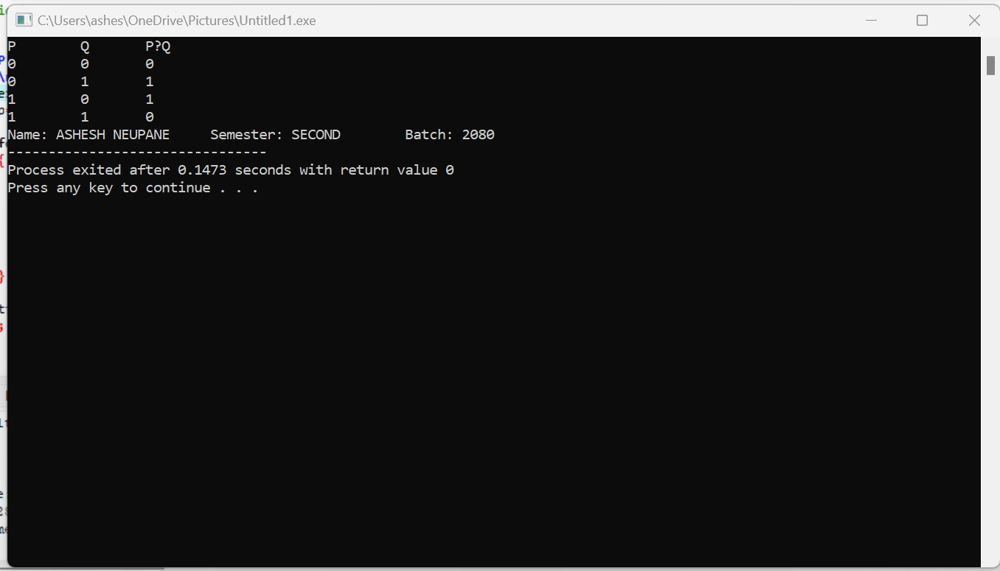 C:\Users\ashes\OneDrive\Pictures\Untitled1.exe
P Q P?Q
0 0 0
0 1 1
1 0 1
1 1 0
Name: ASHESH NEUPANE Semester: SECOND Batch: 2080
--------------------------------
Process exited after 0.1473 seconds with return value 0
Press any key to continue . . .